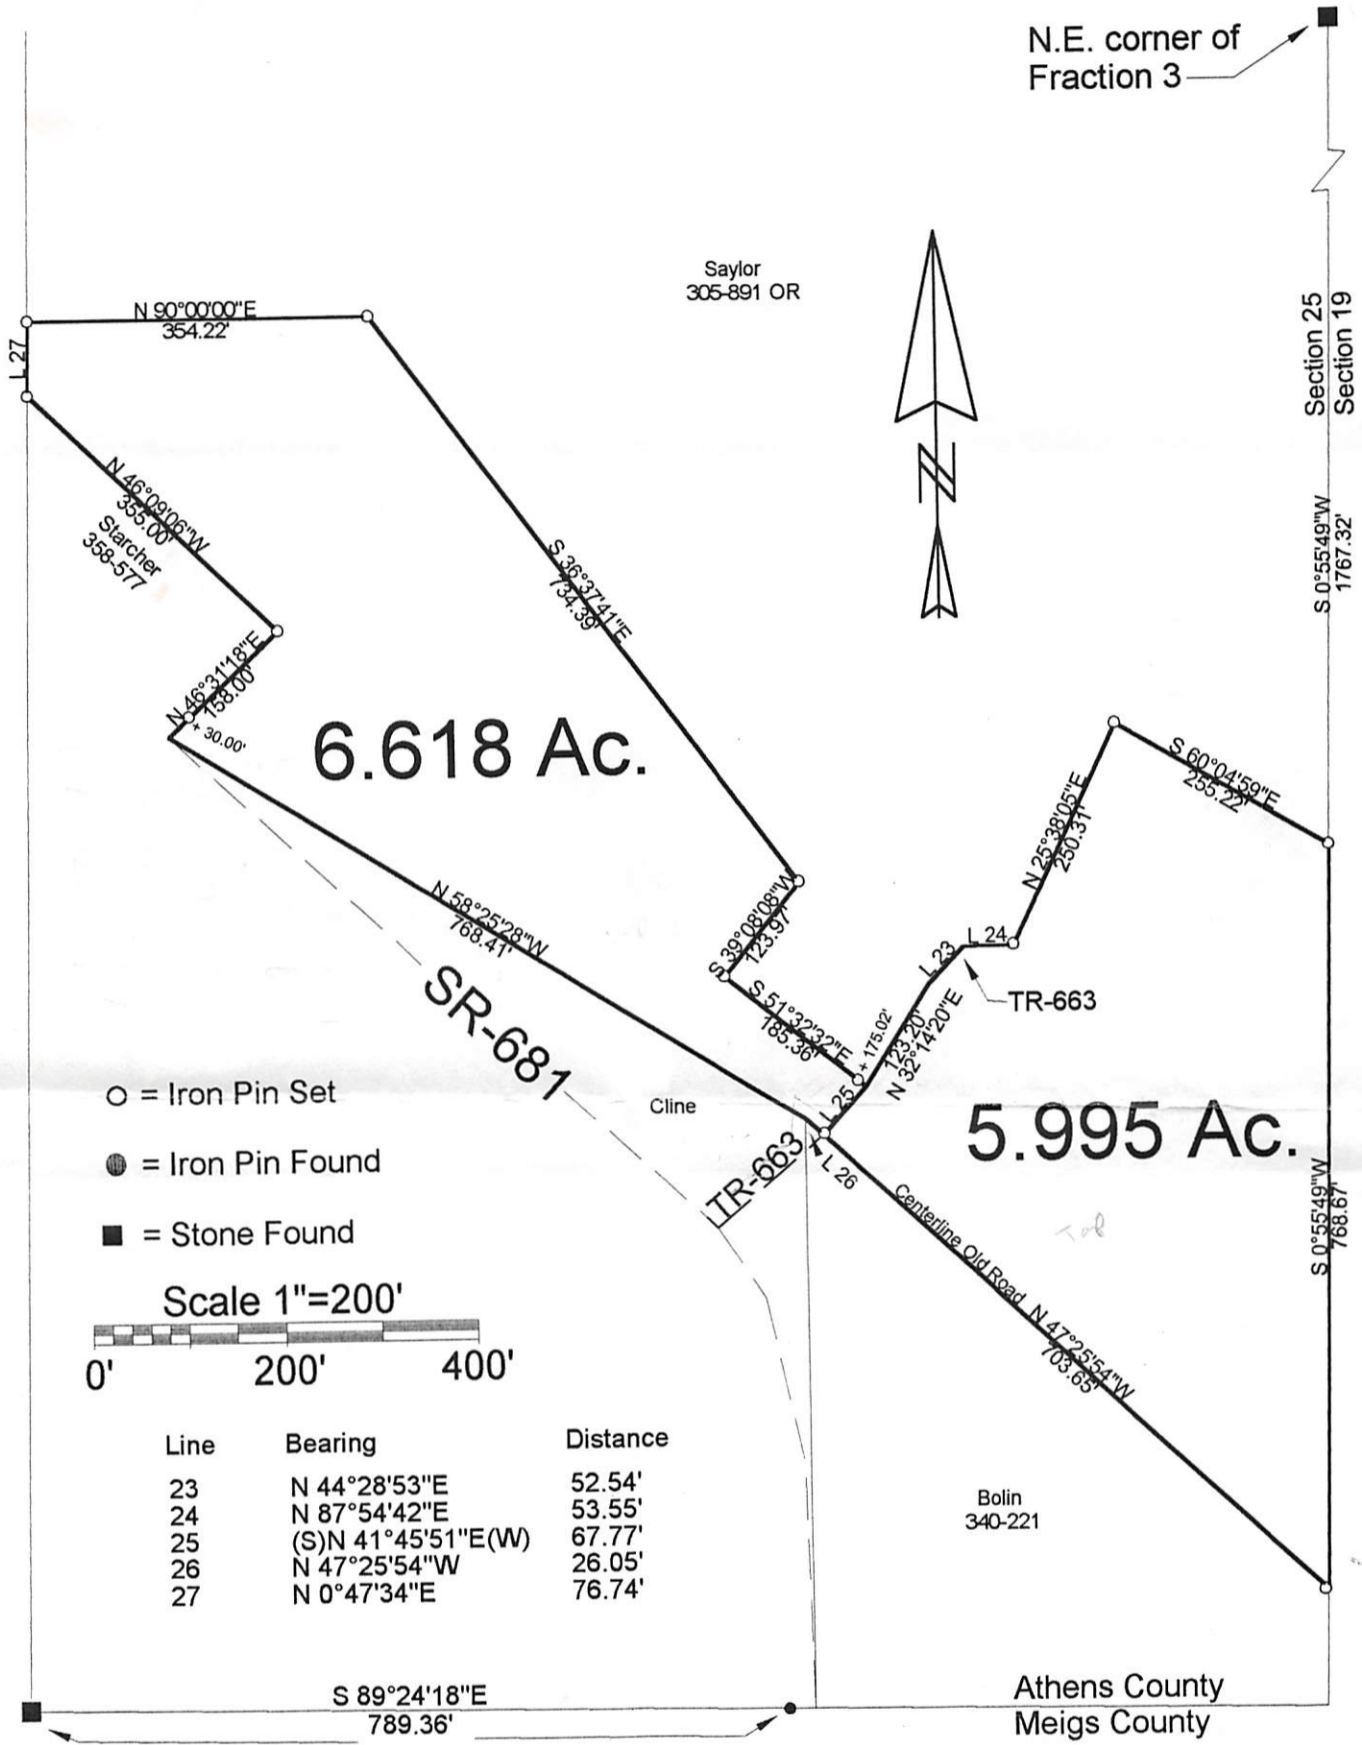 N.E. corner of
Fraction 3
Saylor
305-891 OR
N 90°00'00"E
354.22'
L 27
Section 25
Section 19
S 0°55'49"W
1767.32'
N 46°09'06"W
355.00'
Starcher
358-577
S 36°37'41"E
734.39'
N 46°31'18"E
158.00'
+ 30.00'
6.618 Ac.
N
S 60°04'59"E
255.22'
N 25°38'05"E
250.31'
N 58°25'28"W
768.41'
S 39°08'08"W
123.97'
L 23
L 24
TR-663
S 51°32'32"E
185.36'
+ 175.02'
123.20'
N 32°14'20"E
SR-681
L 25
Cline
TR-663
L 26
5.995 Ac.
S 0°55'49"W
768.67'
Centerline Old Road N 47°25'54"W
703.65'
= Iron Pin Set
= Iron Pin Found
= Stone Found
Scale 1"=200'
0' 200' 400'
Line Bearing Distance
23 N 44°28'53"E 52.54'
24 N 87°54'42"E 53.55'
25 (S)N 41°45'51"E(W) 67.77'
26 N 47°25'54"W 26.05'
27 N 0°47'34"E 76.74'
Bolin
340-221
S 89°24'18"E
789.36'
Athens County
Meigs County